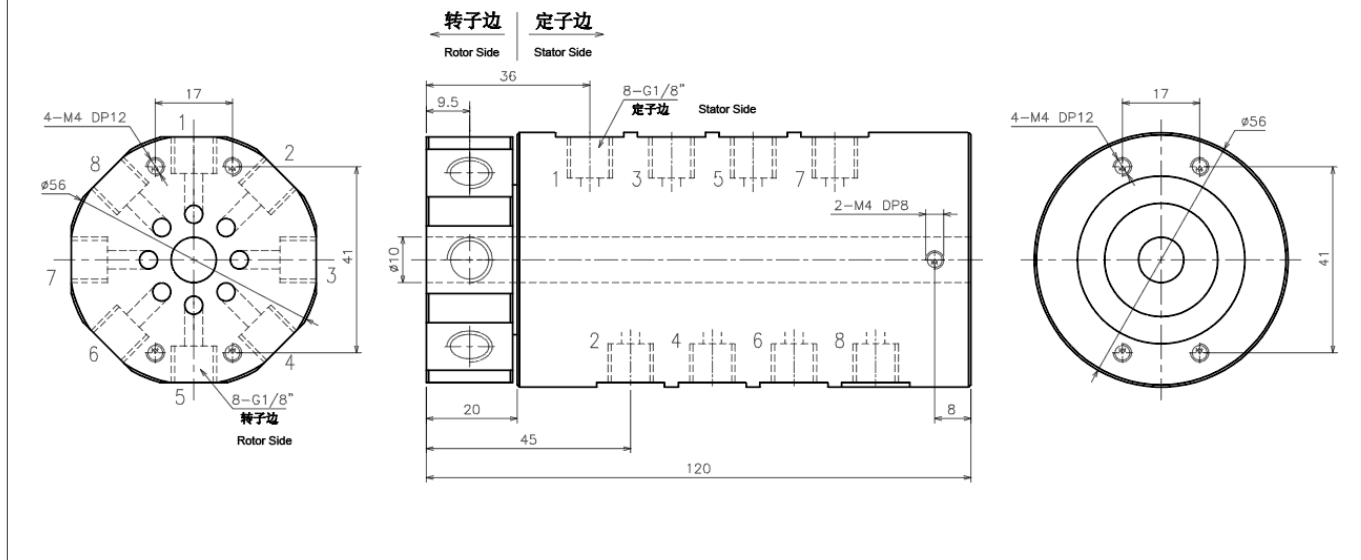 转子边
定子边
Rotor Side
Stator Side
36
9.5
8-G1/8"
定子边
Stator Side
17
4-M4 DP12
1
2
8
ø56
41
7
3
6
4
5
8-G1/8"
转子边
Rotor Side
1
3
5
7
2-M4 DP8
ø10
2
4
6
8
20
8
45
120
17
4-M4 DP12
ø56
41